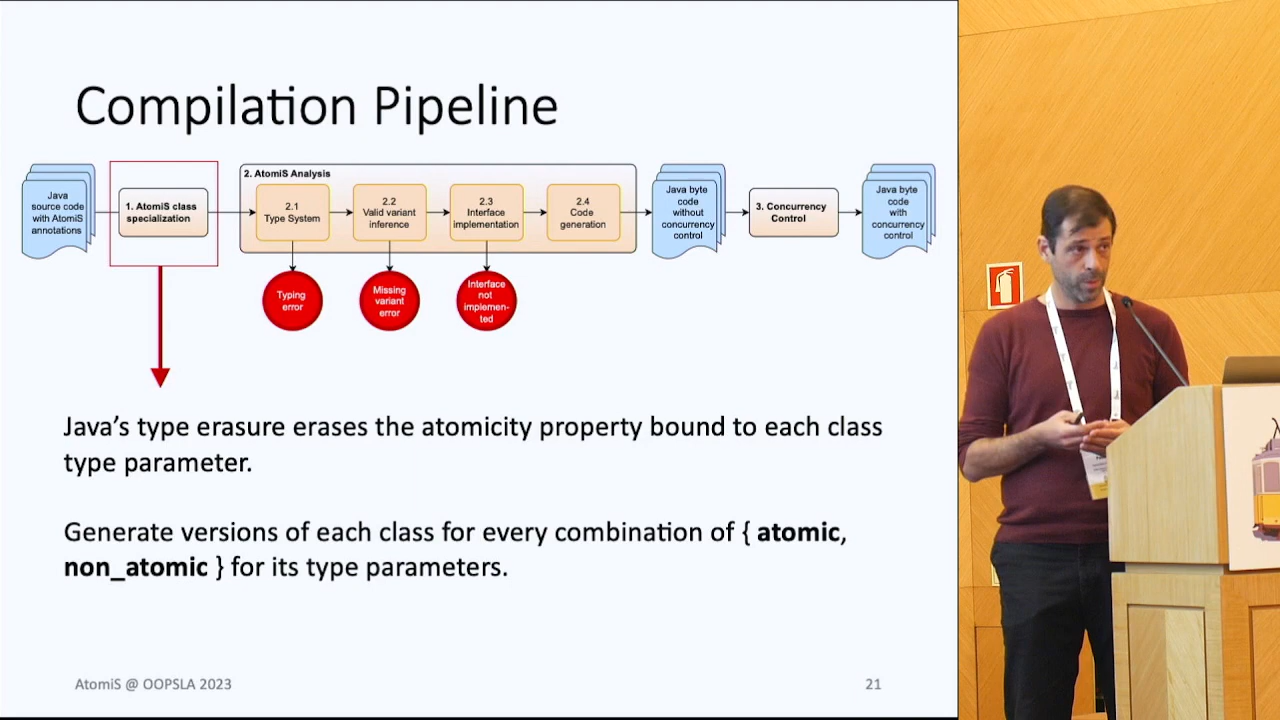 Compilation Pipeline
Java
source code
with AtomiS
annotations
1. AtomiS class
specialization
2. AtomiS Analysis
2.1
Type System
2.2
Valid variant
inference
2.3
Interface
implementation
2.4
Code
generation
Java byte
code
without
concurrency
control
3. Concurrency
Control
Java byte
code
with
concurrency
control
Typing
error
Missing
variant
error
Interface
not
implemen-
ted
Java’s type erasure erases the atomicity property bound to each class
type parameter.
Generate versions of each class for every combination of { atomic,
non_atomic } for its type parameters.
AtomiS @ OOPSLA 2023
21